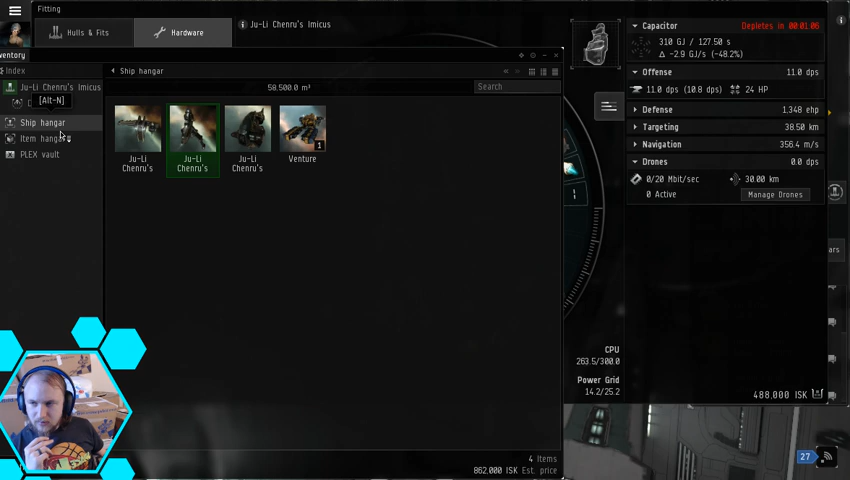 Fitting
Hulls & Fits
Hardware
Ju-Li Chenru's Imicus
Capacitor
Depletes in 00:01:06
310 GJ / 127.50 s
Δ -2.9 GJ/s (-48.2%)
Offense
11.0 dps
11.0 dps (10.8 dps)
24 HP
Defense
1,348 ehp
Targeting
38.50 km
Navigation
356.4 m/s
Drones
0.0 dps
0/20 Mbit/sec
30.00 km
0 Active
Manage Drones
CPU
263.5/300.0
Power Grid
14.2/25.2
488,000 ISK
27
1
Index
Ju-Li Chenru's Imicus
[Alt-N]
Ship hangar
Item hangar
PLEX vault
Ship hangar
58,500.0 m³
Search
Ju-Li
Chenru's
Ju-Li
Chenru's
Ju-Li
Chenru's
Venture
1
4 Items
862,000 ISK Est. price